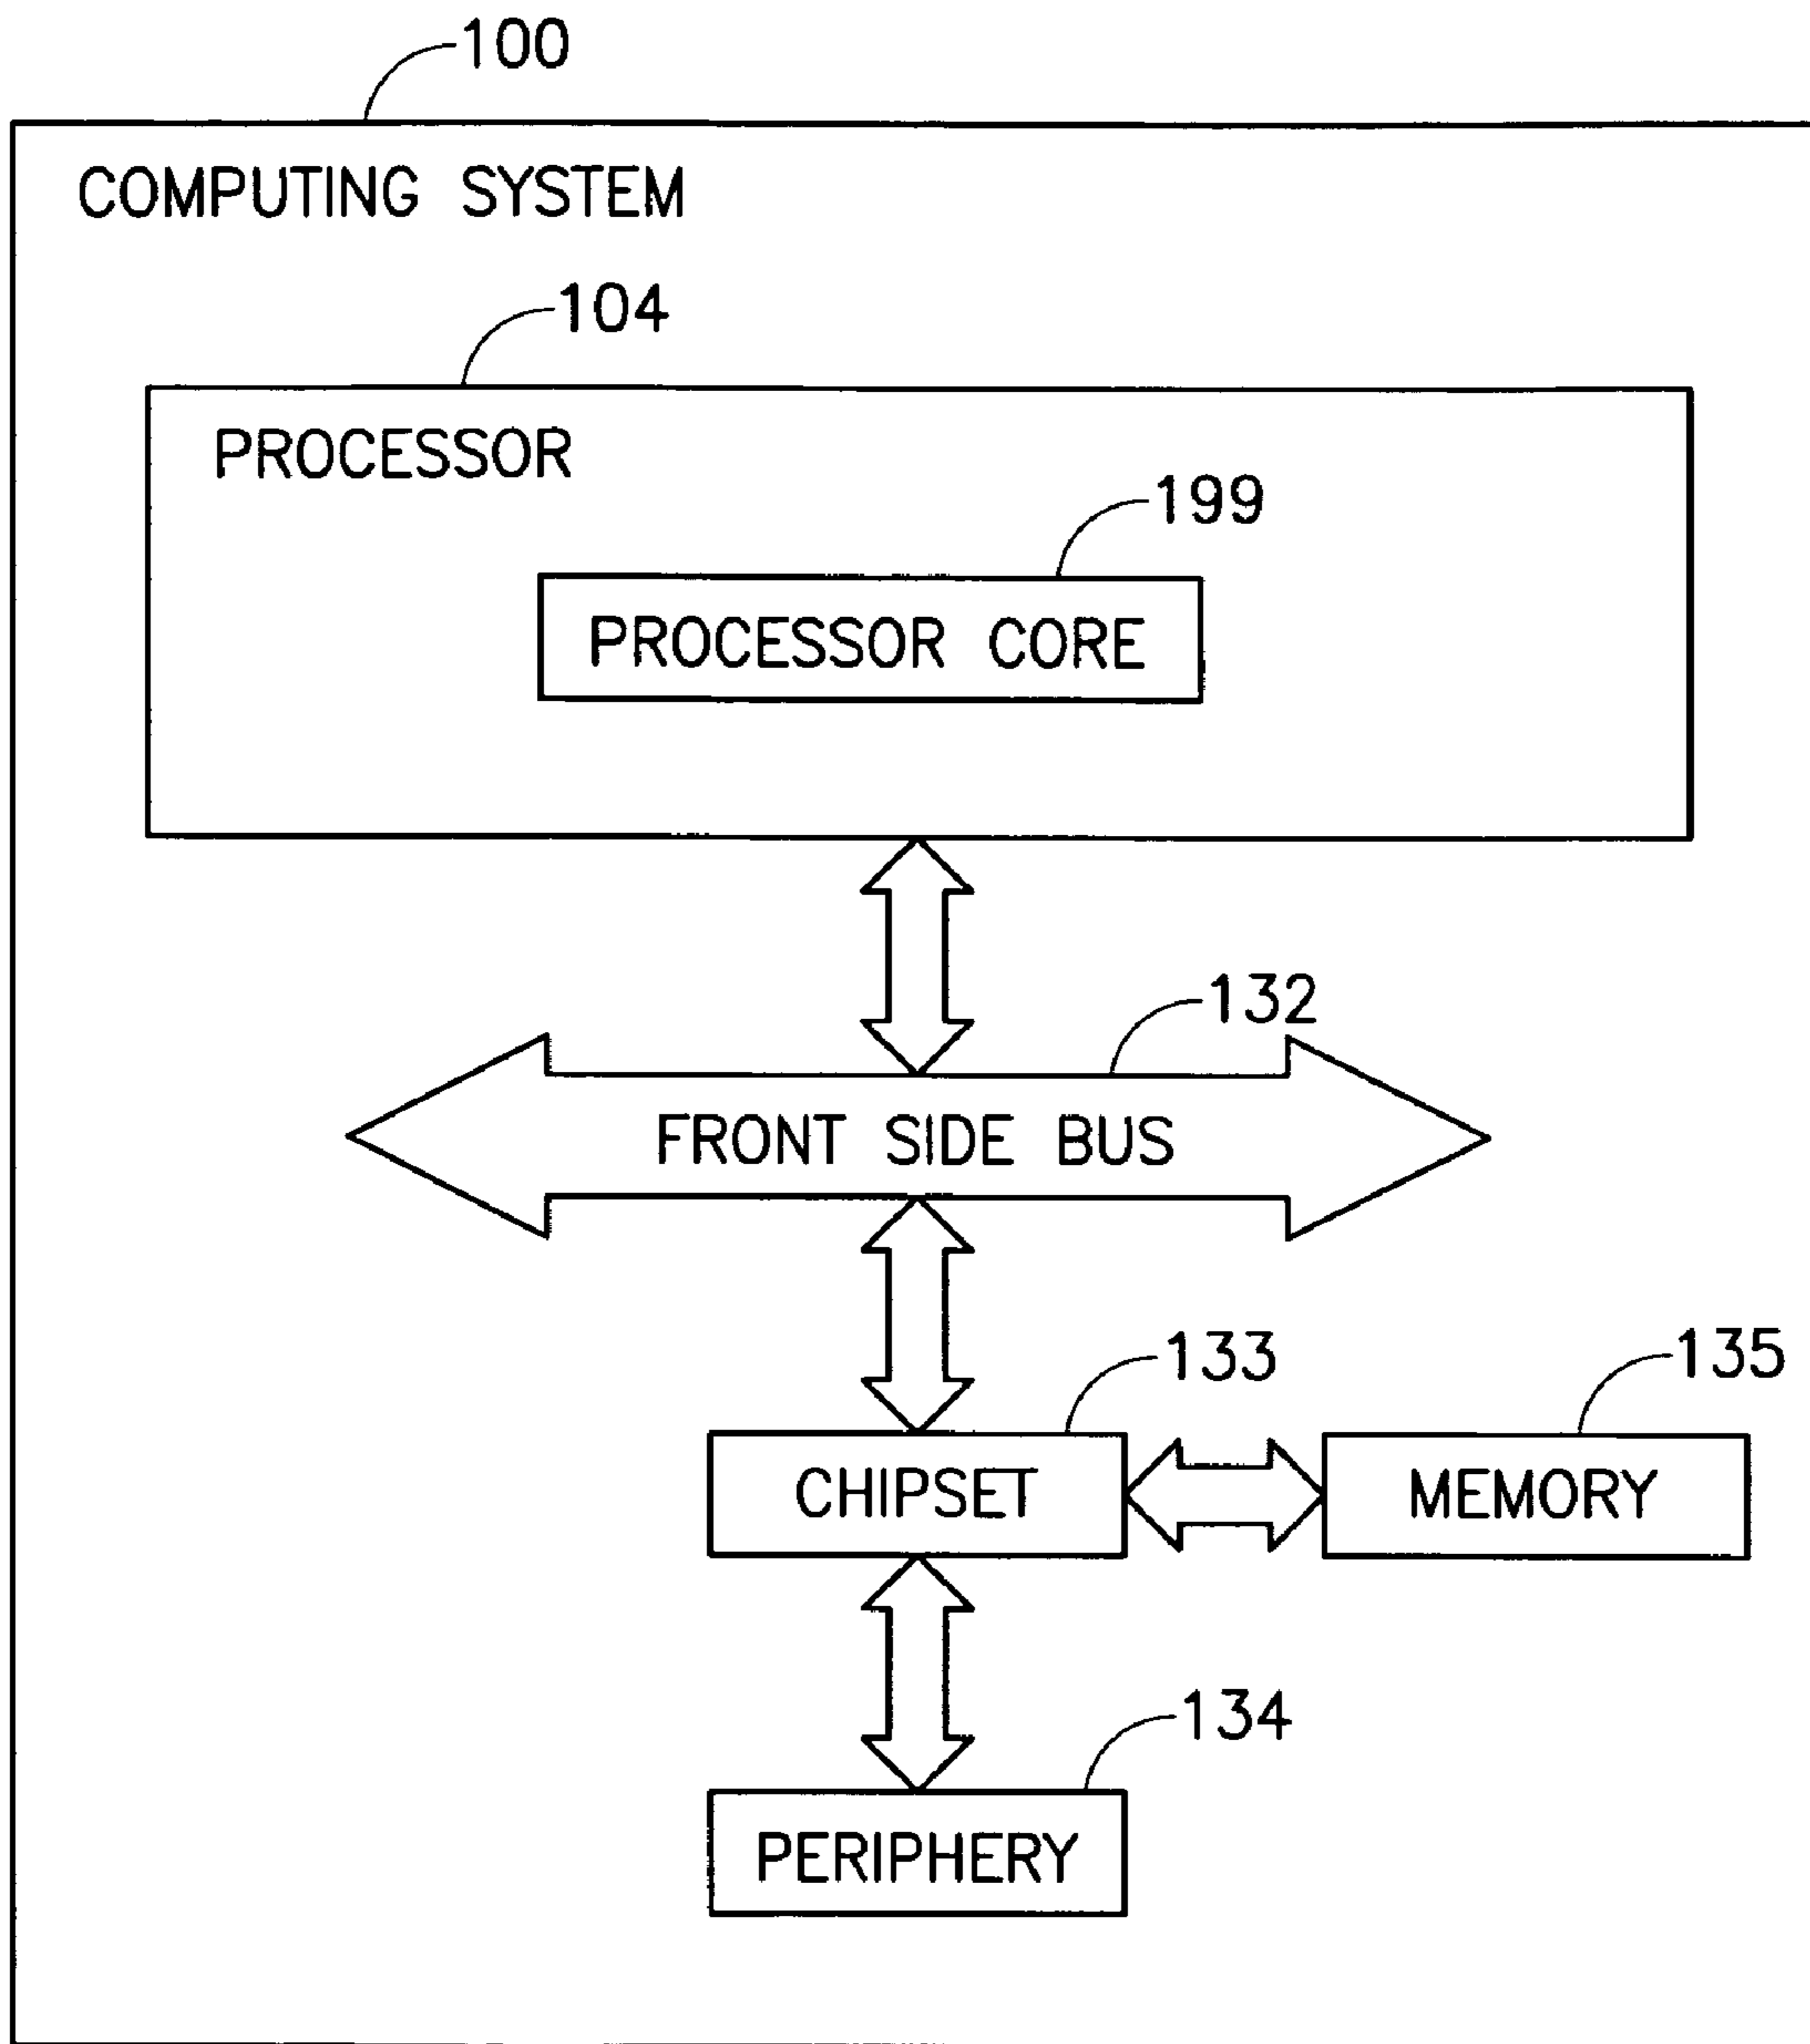 100
COMPUTING SYSTEM
104
PROCESSOR
199
PROCESSOR CORE
132
FRONT SIDE BUS
133
135
CHIPSET
MEMORY
134
PERIPHERY